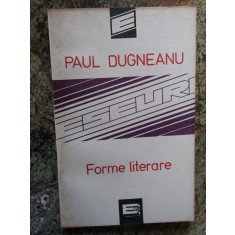 E
PAUL DUGNEANU
ESEURI
Forme literare